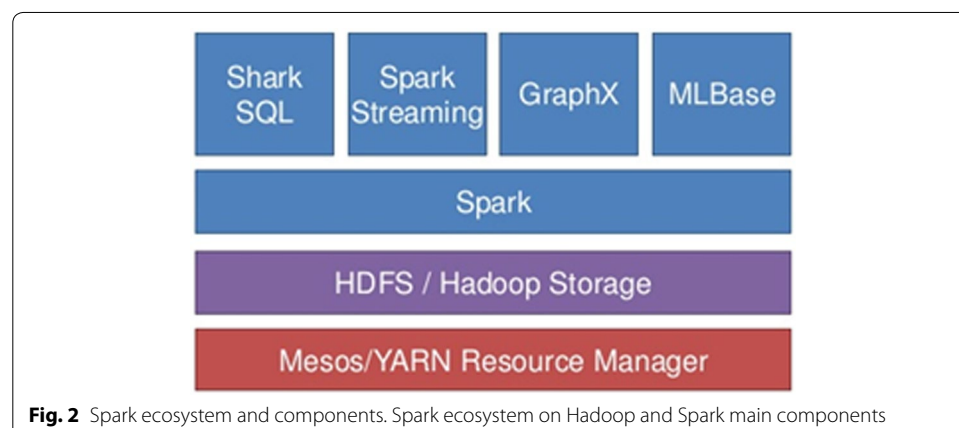 Shark
SQL
Spark
Streaming
GraphX
MLBase
Spark
HDFS / Hadoop Storage
Mesos/YARN Resource Manager
Fig. 2 Spark ecosystem and components. Spark ecosystem on Hadoop and Spark main components